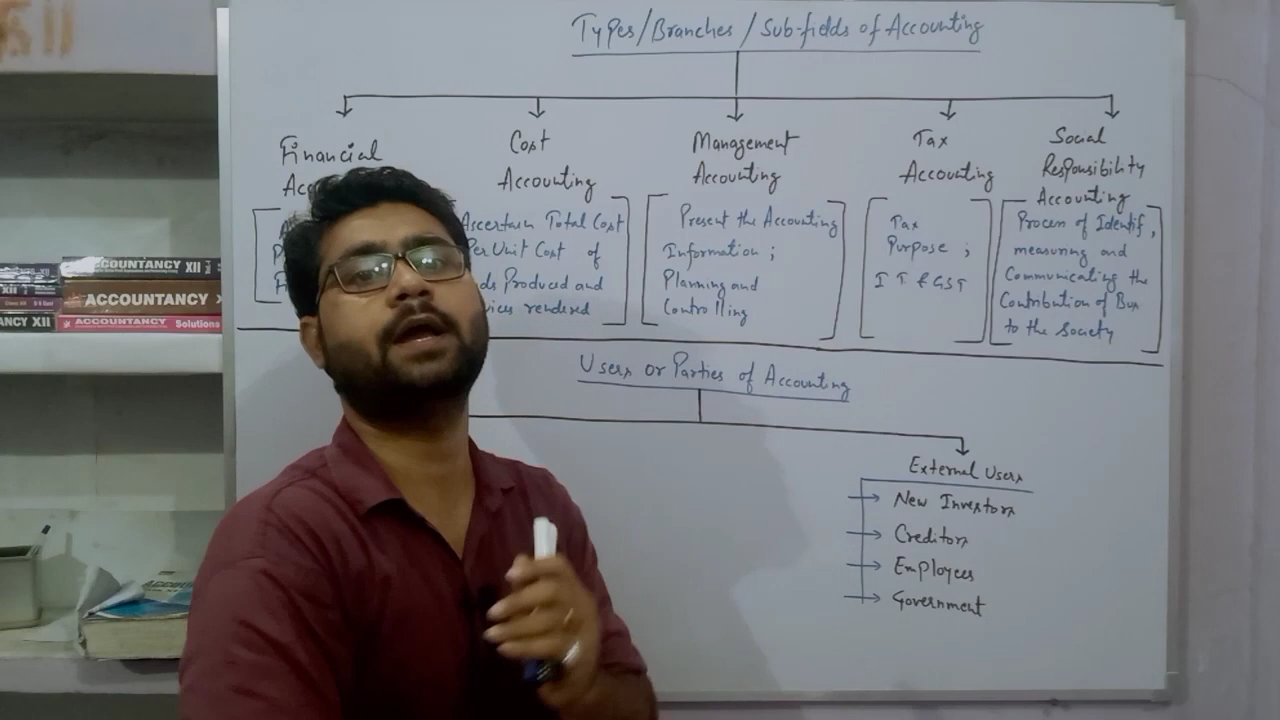 Types/Branches/Sub-fields of Accounting
Financial
Cost
Accounting
[Ascertain Total Cost
Per Unit Cost of
Produced and
rendered]
Management
Accounting
[Present the Accounting
Information;
Planning and
Controlling]
Tax
Accounting
[Tax
Purpose;
IT & GST]
Social
Responsibility
Accounting
[Process of Identif,
measuring and
Communicating the
Contribution of Bus
to the Society]
Users or Parties of Accounting
External Users
New Investors
Creditors
Employees
Government
ACCOUNTANCY XII
ACCOUNTANCY
XII
ANCY XII
ACCOUNTANCY Solutions